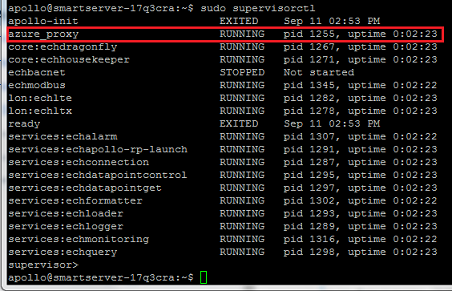 apollo@smartserver-17q3cra:~$ sudo supervisorctl
apollo-init EXITED Sep 11 02:53 PM
azure_proxy RUNNING pid 1255, uptime 0:02:23
core:echdragonfly RUNNING pid 1267, uptime 0:02:23
core:echhousekeeper RUNNING pid 1271, uptime 0:02:23
echbacnet STOPPED Not started
echmodbus RUNNING pid 1345, uptime 0:02:22
lon:echlte RUNNING pid 1282, uptime 0:02:23
lon:echltx RUNNING pid 1278, uptime 0:02:23
ready EXITED Sep 11 02:53 PM
services:echalarm RUNNING pid 1307, uptime 0:02:22
services:echapollo-rp-launch RUNNING pid 1291, uptime 0:02:23
services:echconnection RUNNING pid 1287, uptime 0:02:23
services:echdatapointcontrol RUNNING pid 1295, uptime 0:02:23
services:echdatapointget RUNNING pid 1297, uptime 0:02:23
services:echformatter RUNNING pid 1302, uptime 0:02:22
services:echloader RUNNING pid 1293, uptime 0:02:23
services:echlogger RUNNING pid 1289, uptime 0:02:23
services:echmonitoring RUNNING pid 1316, uptime 0:02:22
services:echquery RUNNING pid 1298, uptime 0:02:23
supervisor>
apollo@smartserver-17q3cra:~$